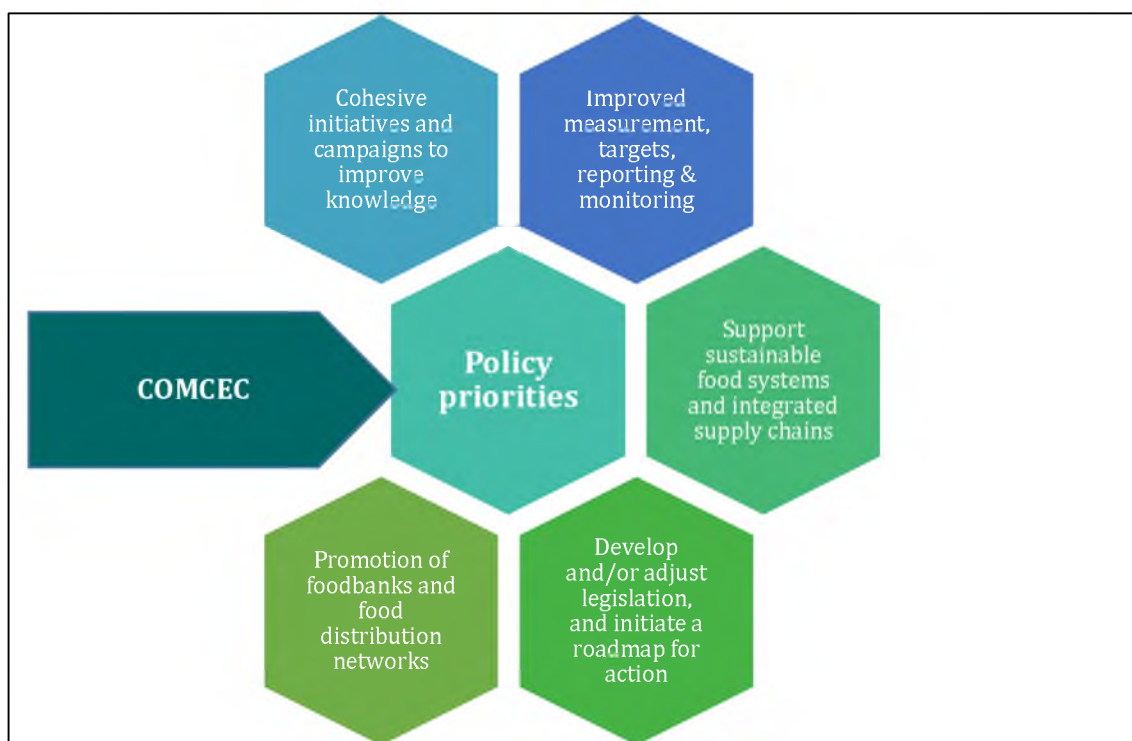 Cohesive
initiatives and
campaigns to
improve
knowledge
Improved
measurement,
targets,
reporting &
monitoring
COMCEC
Policy
priorities
Support
sustainable
food systems
and integrated
supply chains
Promotion of
foodbanks and
food
distribution
networks
Develop
and/or adjust
legislation,
and initiate a
roadmap for
action